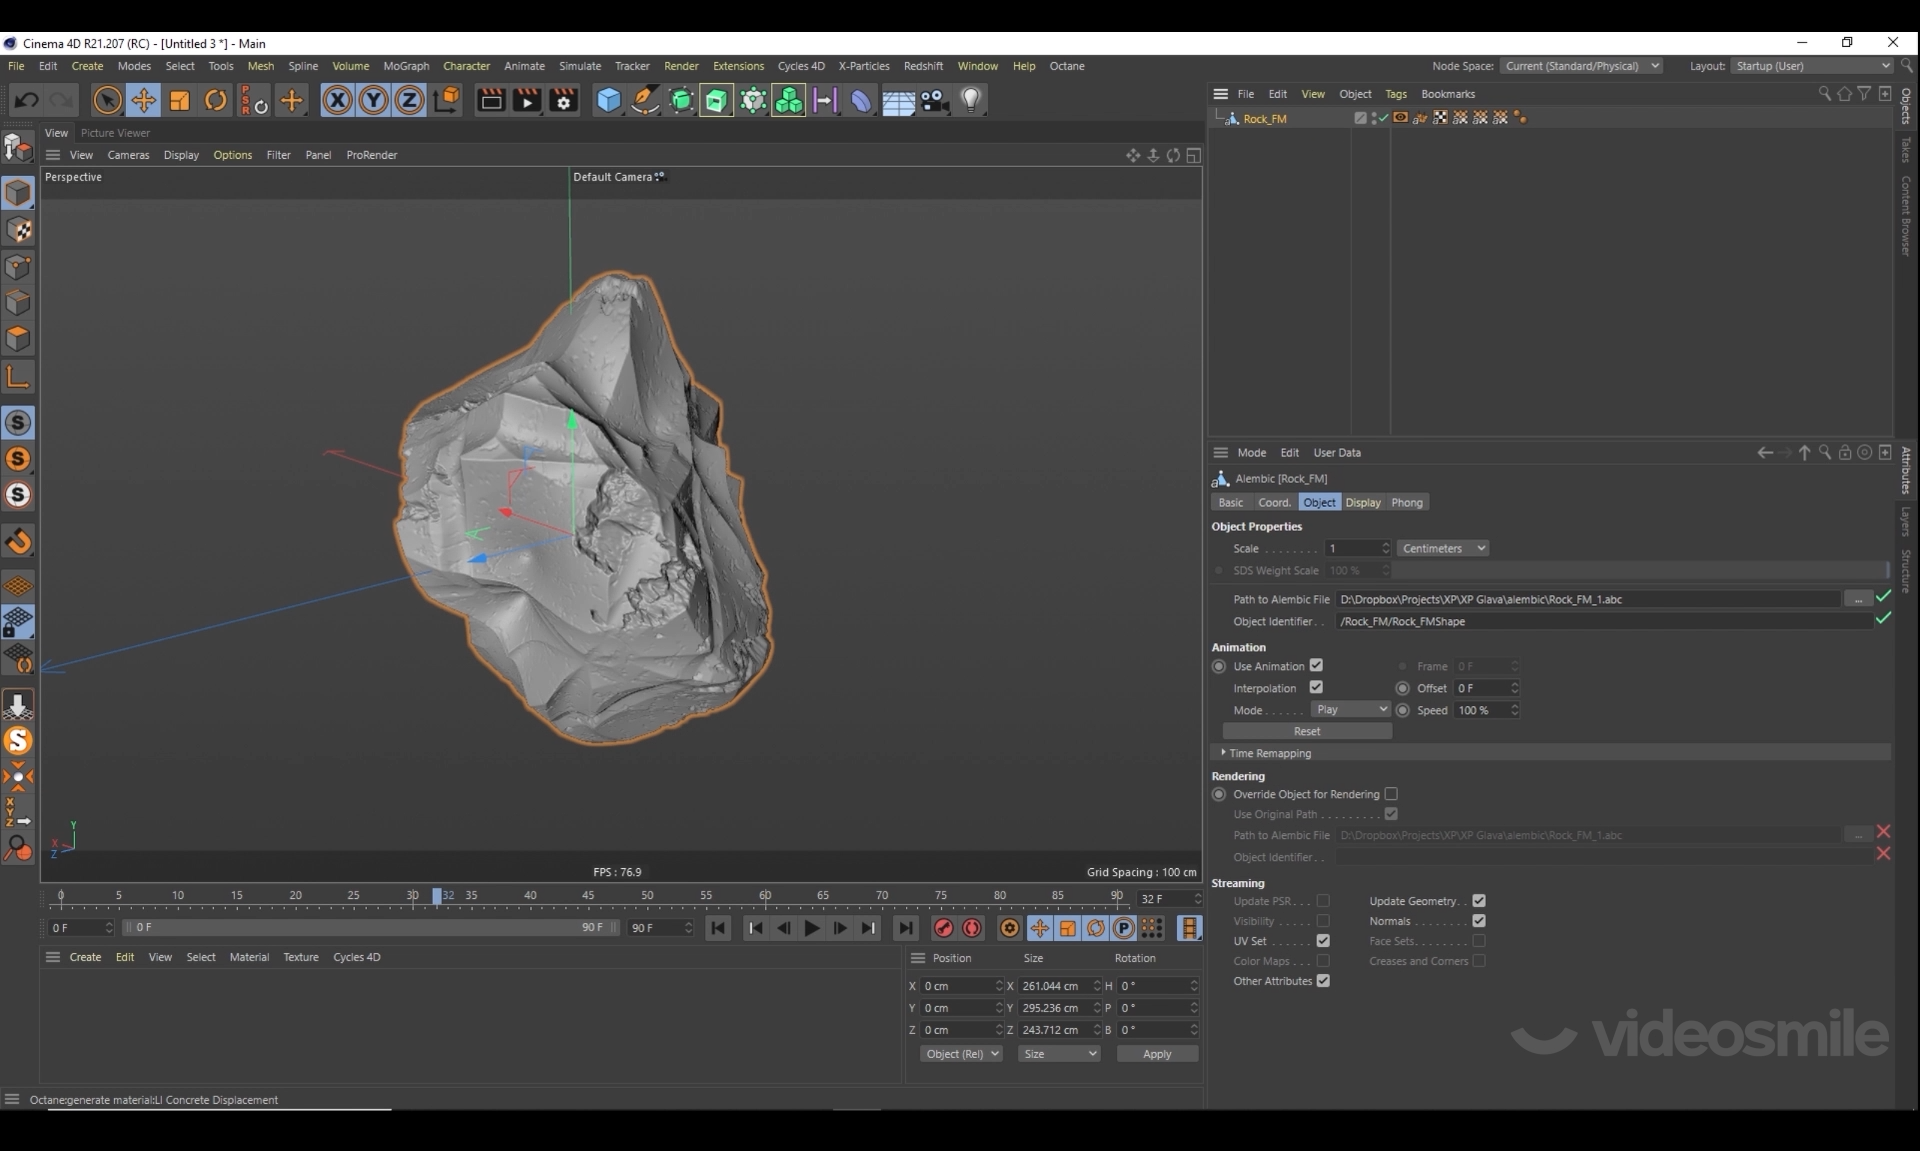 Cinema 4D R21.207 (RC) - [Untitled 3 *] - Main
File Edit Create Modes Select Tools Mesh Spline Volume MoGraph Character Animate Simulate Tracker Render Extensions Cycles 4D X-Particles Redshift Window Help Octane
Node Space: Current (Standard/Physical) Layout: Startup (User)
PSR
X Y Z
View Picture Viewer
View Cameras Display Options Filter Panel ProRender
Perspective
Default Camera
S
S
S
S
X
Y
Z
Y
X
Z
FPS : 76.9
Grid Spacing : 100 cm
0 5 10 15 20 25 30 32 35 40 45 50 55 60 65 70 75 80 85 90 32 F
0 F 0 F 90 F 90 F
P
Create Edit View Select Material Texture Cycles 4D
Position Size Rotation
X 0 cm X 261.044 cm H 0 °
Y 0 cm Y 295.236 cm P 0 °
Z 0 cm Z 243.712 cm B 0 °
Object (Rel) Size Apply
Octane:generate material:LI Concrete Displacement
File Edit View Object Tags Bookmarks
Rock_FM
Objects
Takes
Content Browser
Mode Edit User Data
Alembic [Rock_FM]
Basic Coord. Object Display Phong
Object Properties
Scale . . . . . . . . 1 Centimeters
SDS Weight Scale 100 %
Path to Alembic File D:\Dropbox\Projects\XP\XP Glava\alembic\Rock_FM_1.abc ...
Object Identifier . . /Rock_FM/Rock_FMShape
Animation
Use Animation Frame 0 F
Interpolation Offset 0 F
Mode . . . . . . Play Speed 100 %
Reset
Time Remapping
Rendering
Override Object for Rendering
Use Original Path . . . . . . . . .
Path to Alembic File D:\Dropbox\Projects\XP\XP Glava\alembic\Rock_FM_1.abc ...
Object Identifier . .
Streaming
Update PSR . . . Update Geometry . .
Visibility . . . . . Normals . . . . . . . .
UV Set . . . . . . Face Sets . . . . . . .
Color Maps . . . Creases and Corners
Other Attributes
Attributes
Layers
Structure
videosmile